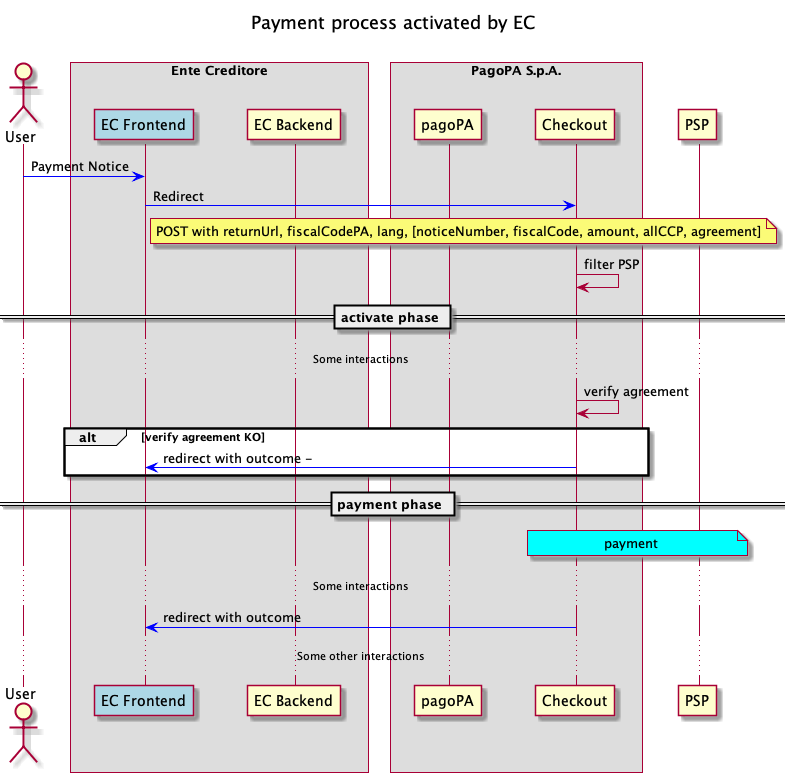 Payment process activated by EC
Ente Creditore
PagoPA S.p.A.
User
EC Frontend
EC Backend
pagoPA
Checkout
PSP
Payment Notice
Redirect
POST with returnUrl, fiscalCodePA, lang, [noticeNumber, fiscalCode, amount, allCCP, agreement]
filter PSP
activate phase
Some interactions
verify agreement
alt
[verify agreement KO]
redirect with outcome -
payment phase
payment
Some interactions
redirect with outcome
Some other interactions
User
EC Frontend
EC Backend
pagoPA
Checkout
PSP